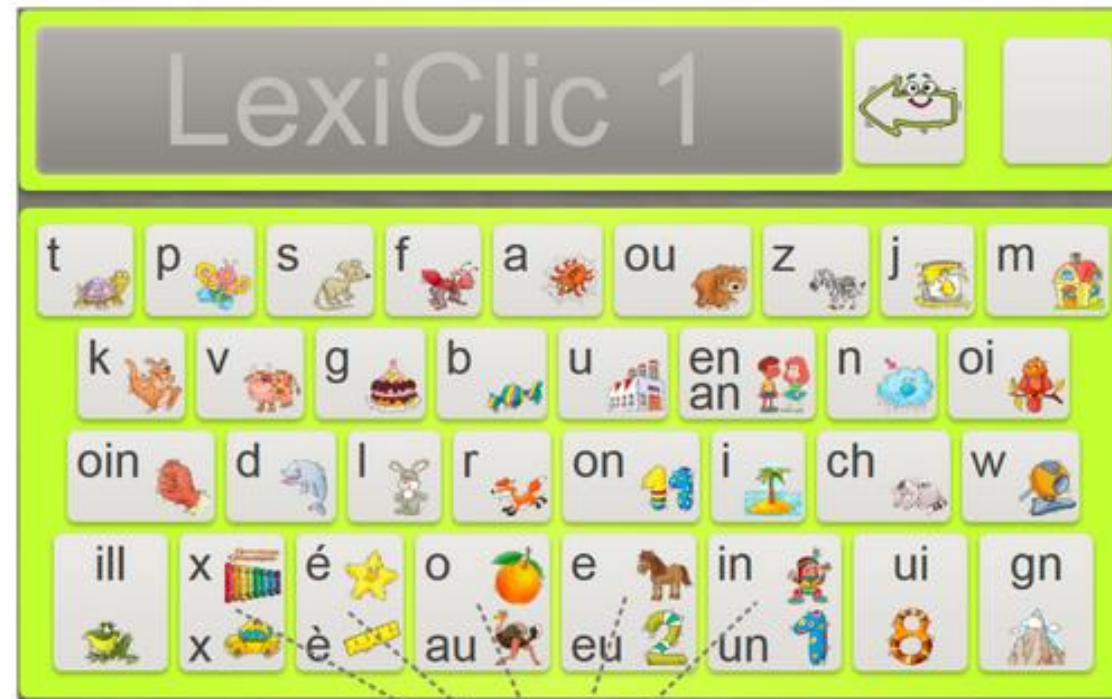 LexiClic 1
t p s f a ou z j m
k v g b u en an n oi
oin d l r on i ch w
ill x é o e in ui gn
x è au eu un